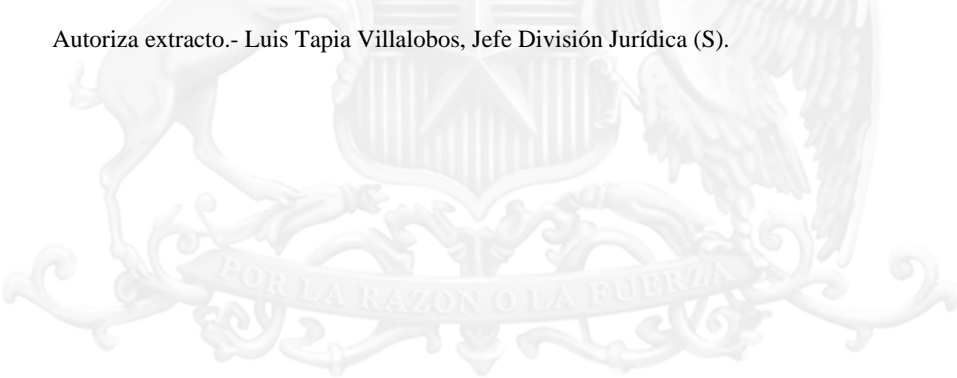 Autoriza extracto.- Luis Tapia Villalobos, Jefe División Jurídica (S).
POR LA RAZON O LA FUERZA